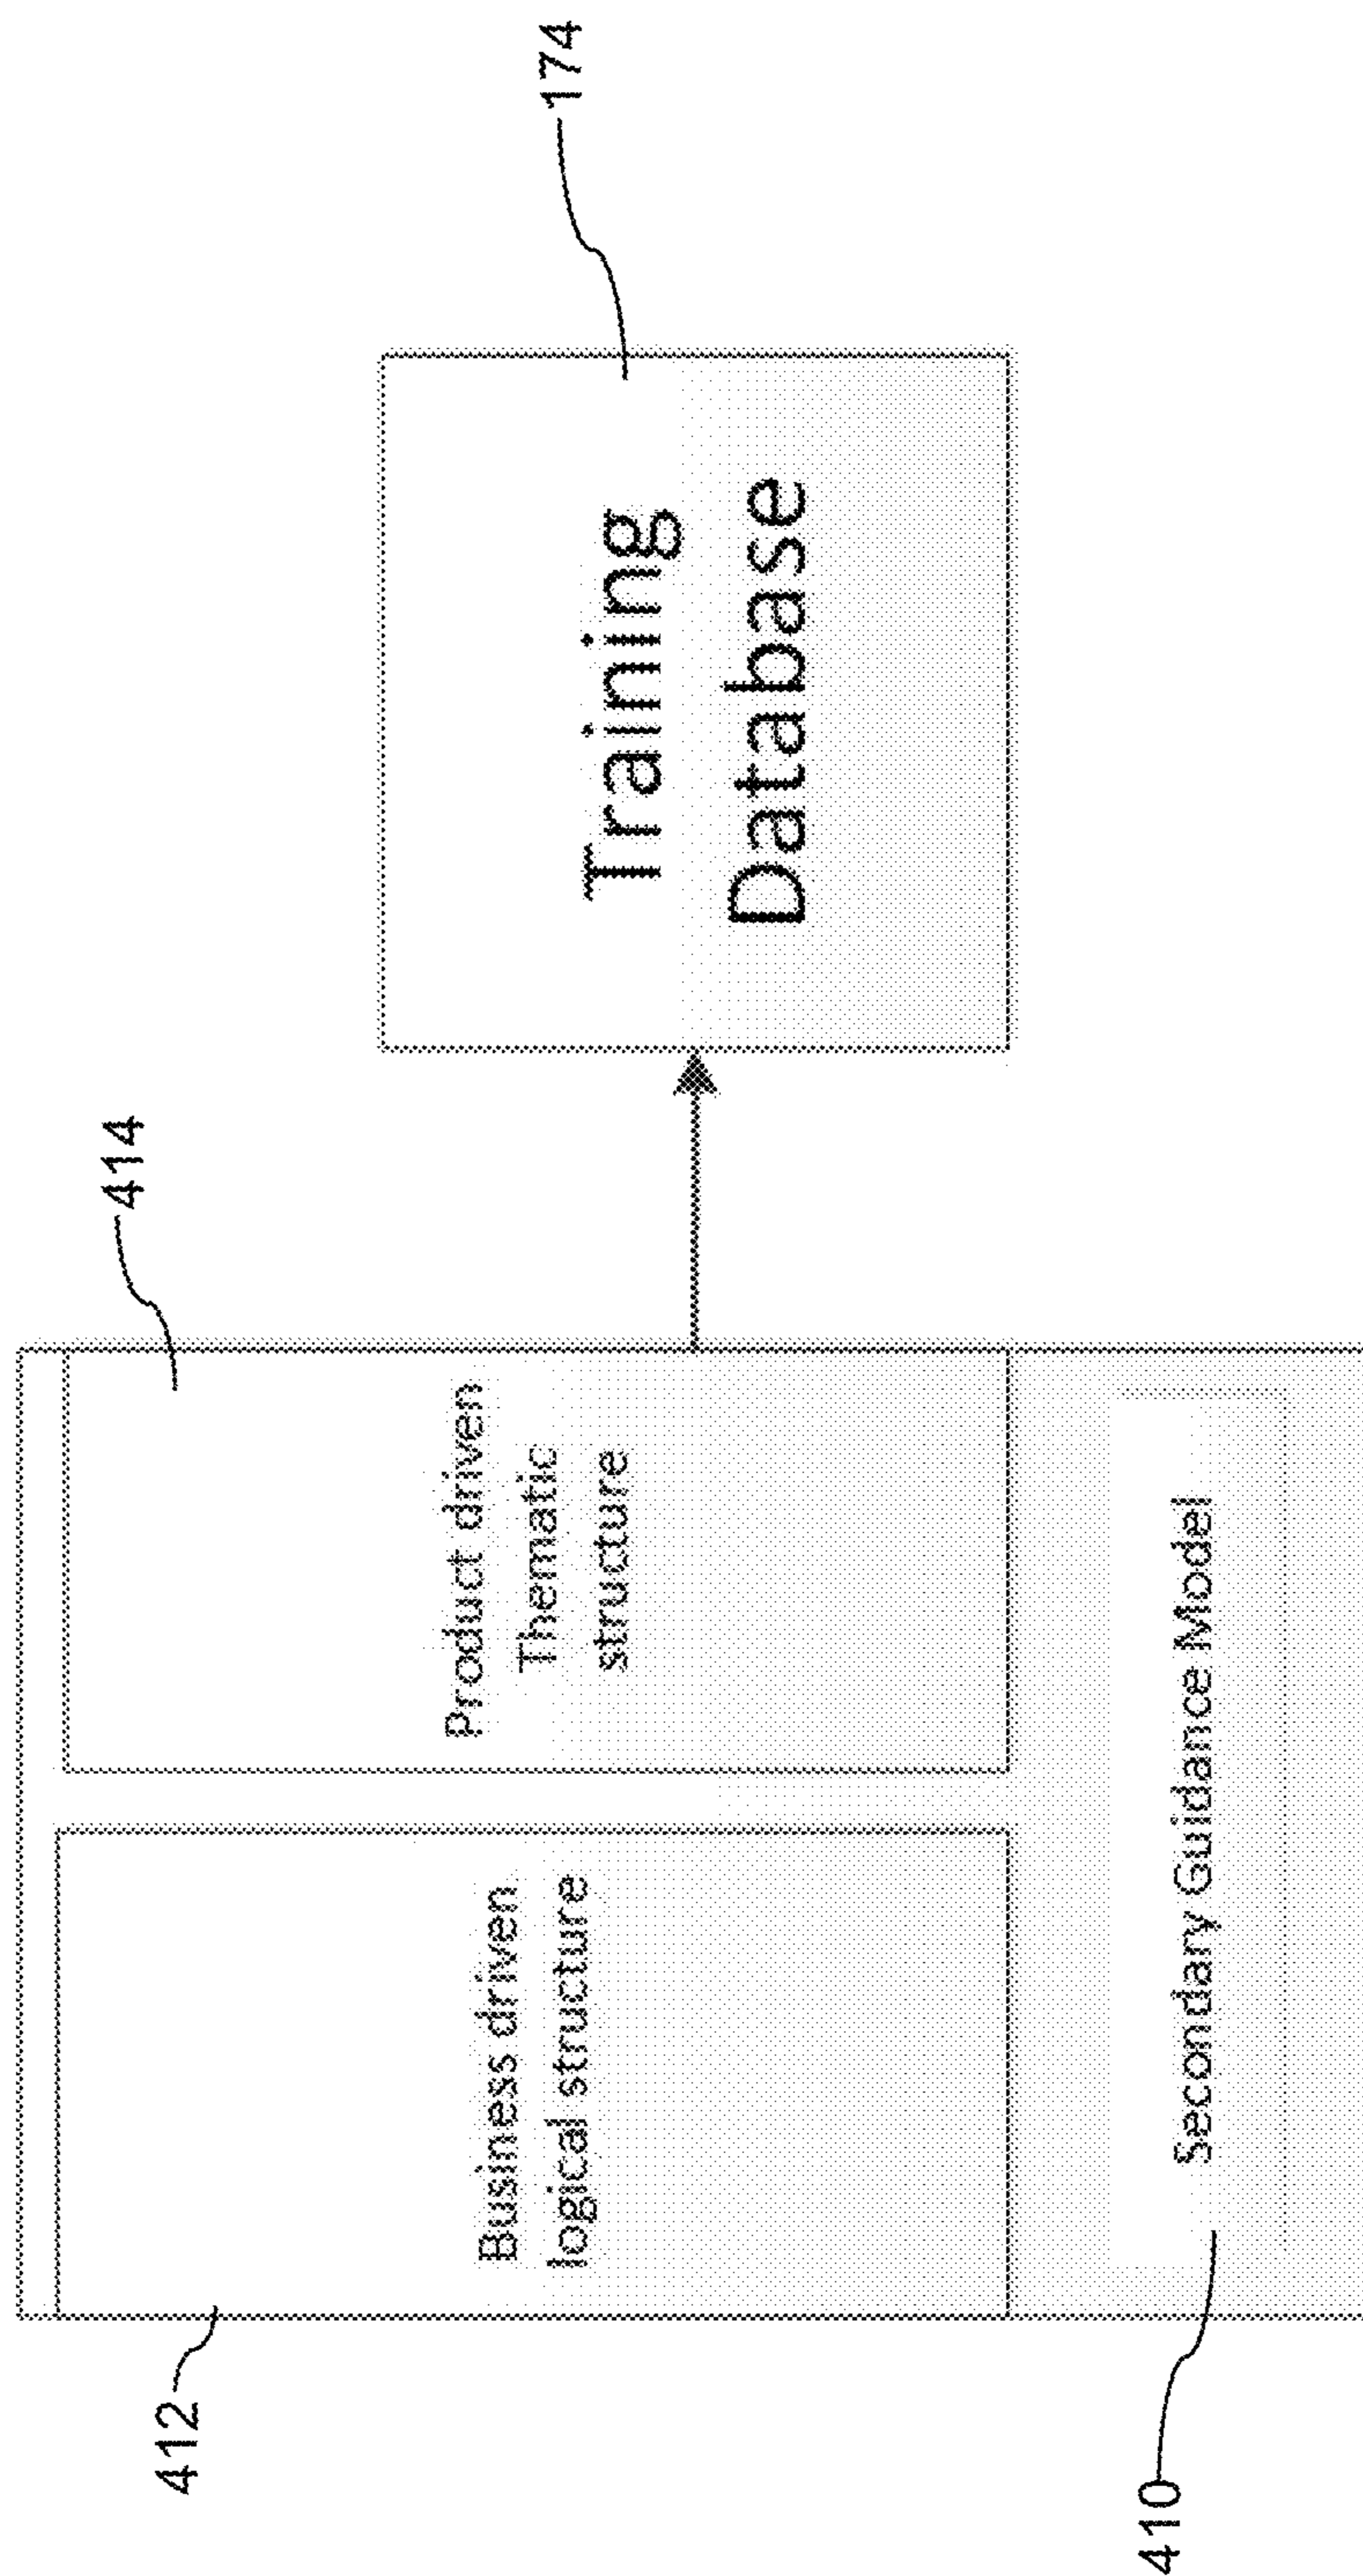 412
Business driven
logical structure
414
Product driven
Thematic
structure
410
Secondary Guidance Model
174
Training
Database